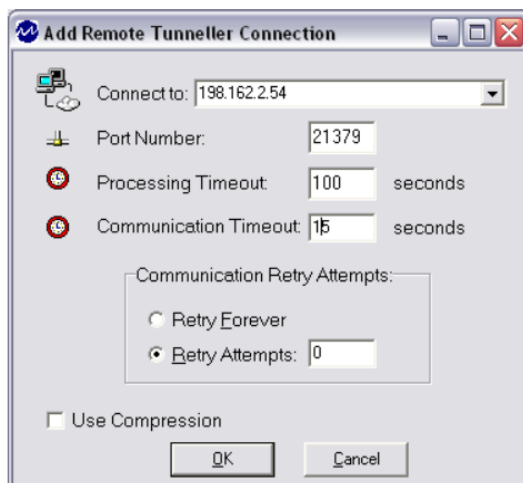 Add Remote Tunneller Connection
Connect to: 198.162.2.54
Port Number: 21379
Processing Timeout: 100 seconds
Communication Timeout: 15 seconds
Communication Retry Attempts:
Retry Forever
Retry Attempts: 0
Use Compression
OK Cancel